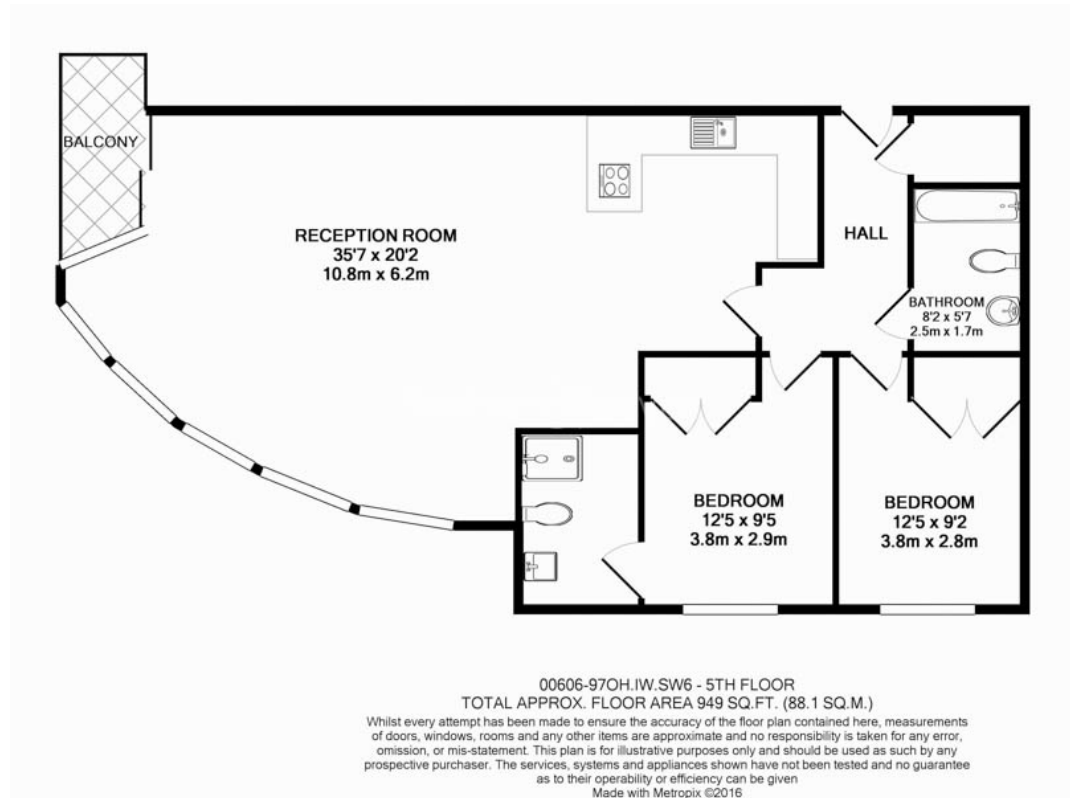 BALCONY
RECEPTION ROOM
35'7 x 20'2
10.8m x 6.2m
HALL
BATHROOM
8'2 x 5'7
2.5m x 1.7m
BEDROOM
12'5 x 9'5
3.8m x 2.9m
BEDROOM
12'5 x 9'2
3.8m x 2.8m
00606-97OH.IW.SW6 - 5TH FLOOR
TOTAL APPROX. FLOOR AREA 949 SQ.FT. (88.1 SQ.M.)
Whilst every attempt has been made to ensure the accuracy of the floor plan contained here, measurements
of doors, windows, rooms and any other items are approximate and no responsibility is taken for any error,
omission, or mis-statement. This plan is for illustrative purposes only and should be used as such by any
prospective purchaser. The services, systems and appliances shown have not been tested and no guarantee
as to their operability or efficiency can be given
Made with Metropix ©2016